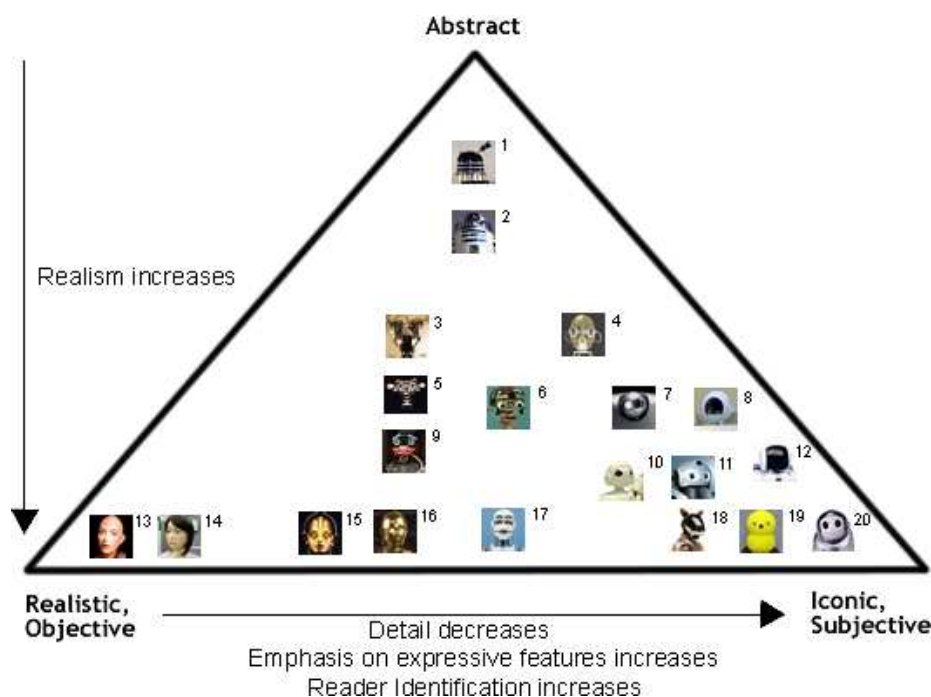 Abstract
1
2
Realism increases
3
4
5
6
7
8
9
10
11
12
13
14
15
16
17
18
19
20
Realistic,
Objective
Iconic,
Subjective
Detail decreases
Emphasis on expressive features increases
Reader Identification increases